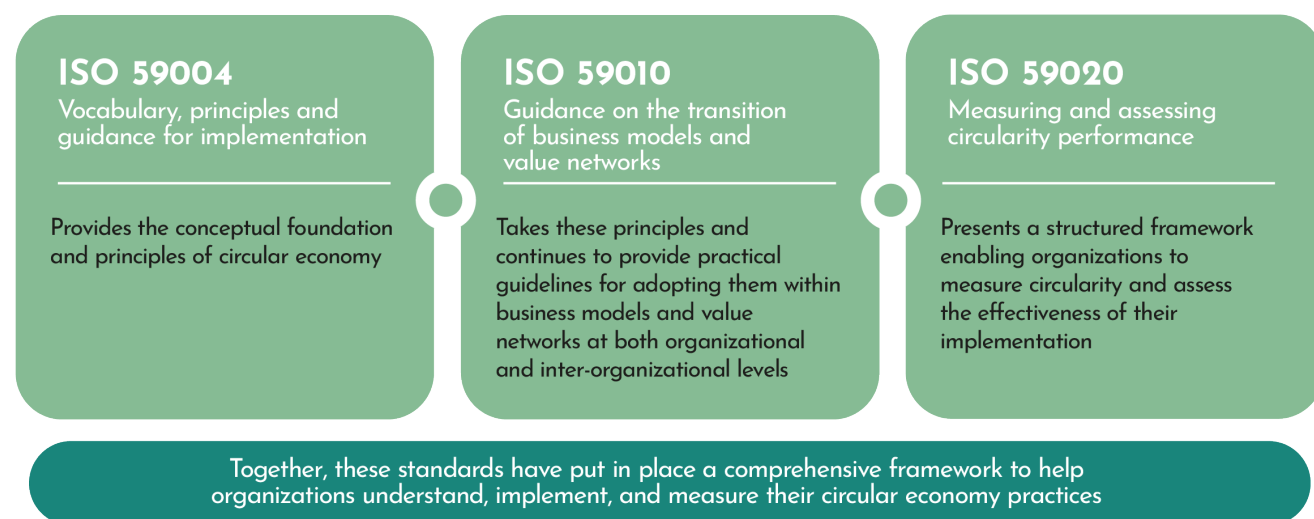 ISO 59004
Vocabulary, principles and
guidance for implementation
Provides the conceptual foundation
and principles of circular economy
ISO 59010
Guidance on the transition
of business models and
value networks
Takes these principles and
continues to provide practical
guidelines for adopting them within
business models and value
networks at both organizational
and inter-organizational levels
ISO 59020
Measuring and assessing
circularity performance
Presents a structured framework
enabling organizations to
measure circularity and assess
the effectiveness of their
implementation
Together, these standards have put in place a comprehensive framework to help
organizations understand, implement, and measure their circular economy practices